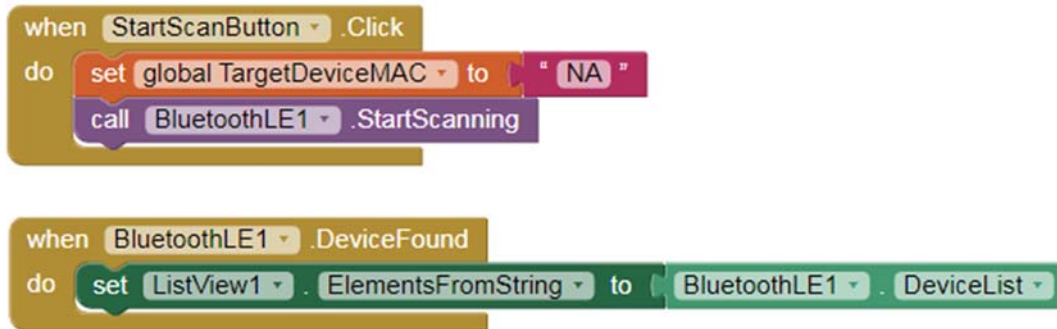 when StartScanButton .Click
do set global TargetDeviceMAC to " NA "
call BluetoothLE1 .StartScanning
when BluetoothLE1 .DeviceFound
do set ListView1 . ElementsFromString to BluetoothLE1 . DeviceList